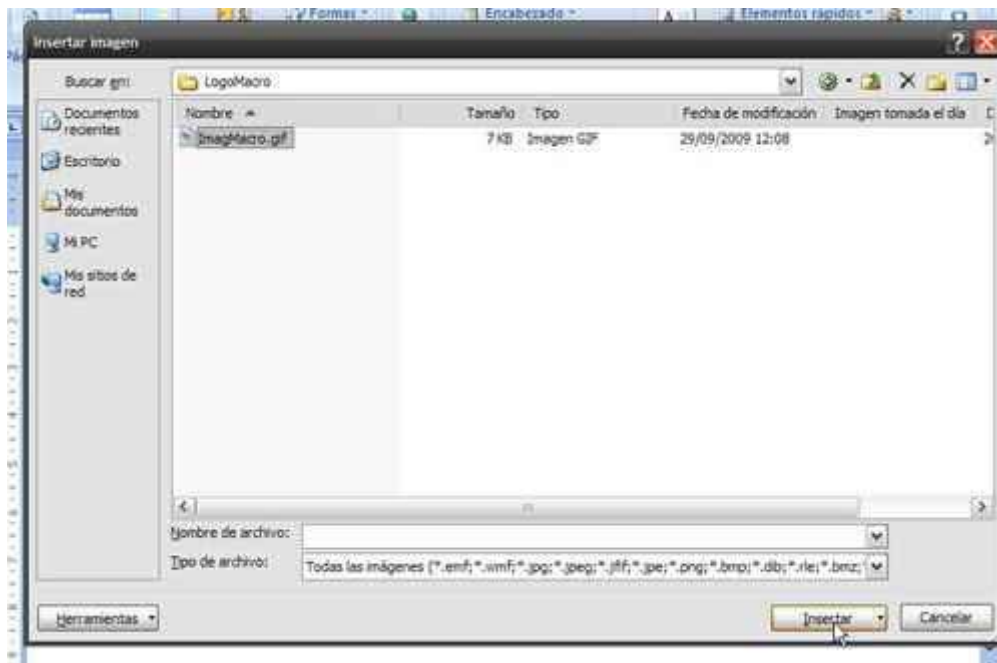 Formas
Encabezado
Elementos rápidos
Insertar imagen
?
Buscar en:
LogoMacro
Nombre
Tamaño
Tipo
Fecha de modificación
Imagen tomada el día
ImagMacro.gif
7 KB
Imagen GIF
29/09/2009 12:08
Documentos
recientes
Escritorio
Mis
documentos
Mi PC
Mis sitios de
red
Nombre de archivo:
Tipo de archivo:
Todas las imágenes (*.emf;*.wmf;*.jpg;*.jpeg;*.jfif;*.jpe;*.png;*.bmp;*.dib;*.rle;*.bmz;
Herramientas
Insertar
Cancelar